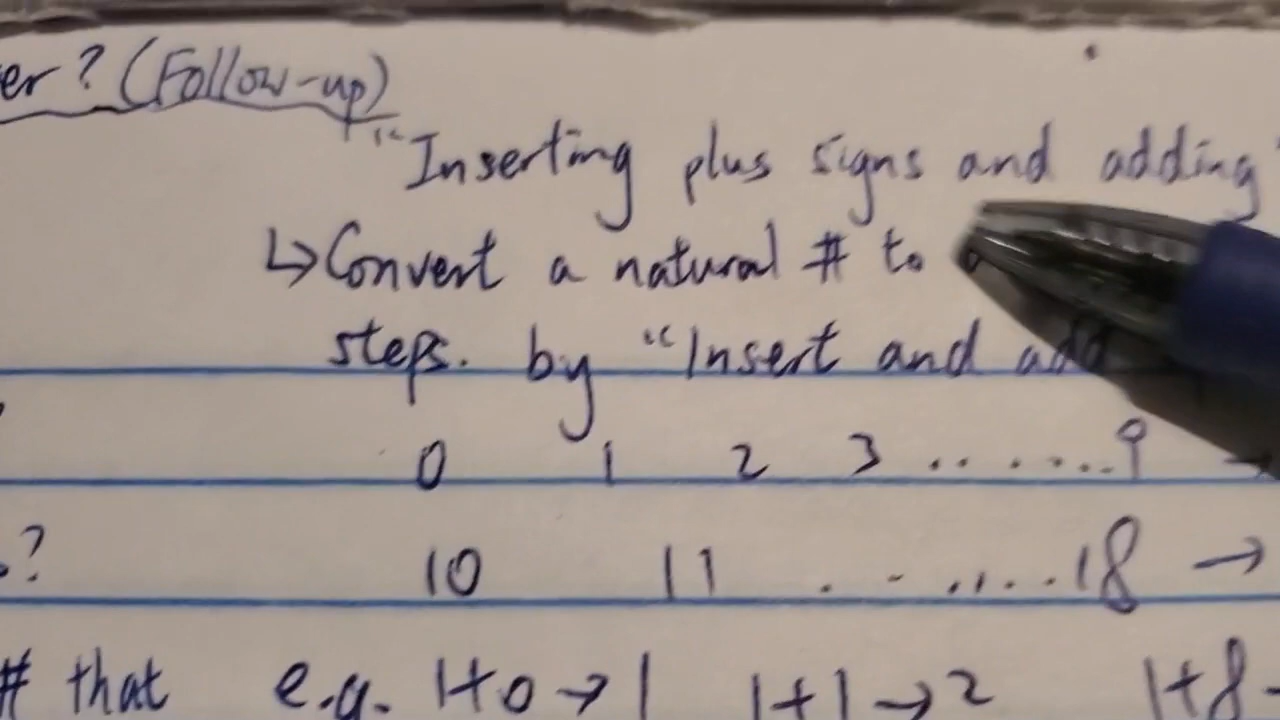 er? (Follow-up)
"Inserting plus signs and adding"
↳ Convert a natural # to
steps. by "Insert and add
0 1 2 3 ....... 9 →
? 10 11 . - ..... 18 →
# that e.g. 1+0→1 1+1→2 1+8-